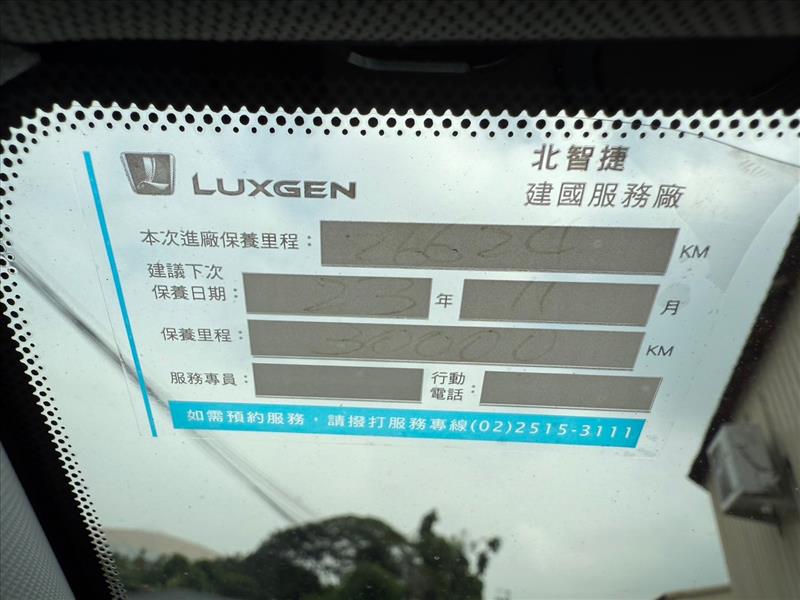 LUXGEN
北智捷
建國服務廠
本次進廠保養里程： KM
建議下次
保養日期： 23 年 11 月
保養里程： 30000 KM
服務專員：
行動
電話：
如需預約服務，請撥打服務專線(02)2515-3111